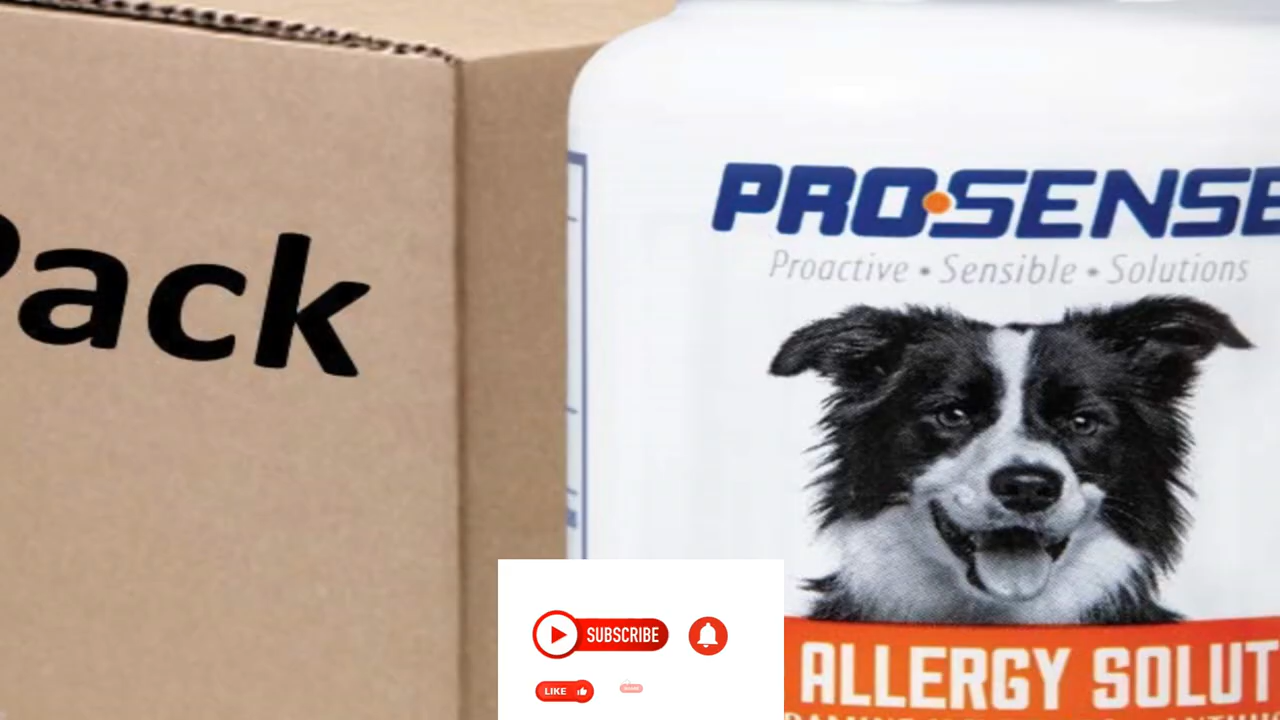 Pack
PRO•SENSE
Proactive • Sensible • Solutions
ALLERGY SOLUT
SUBSCRIBE
LIKE